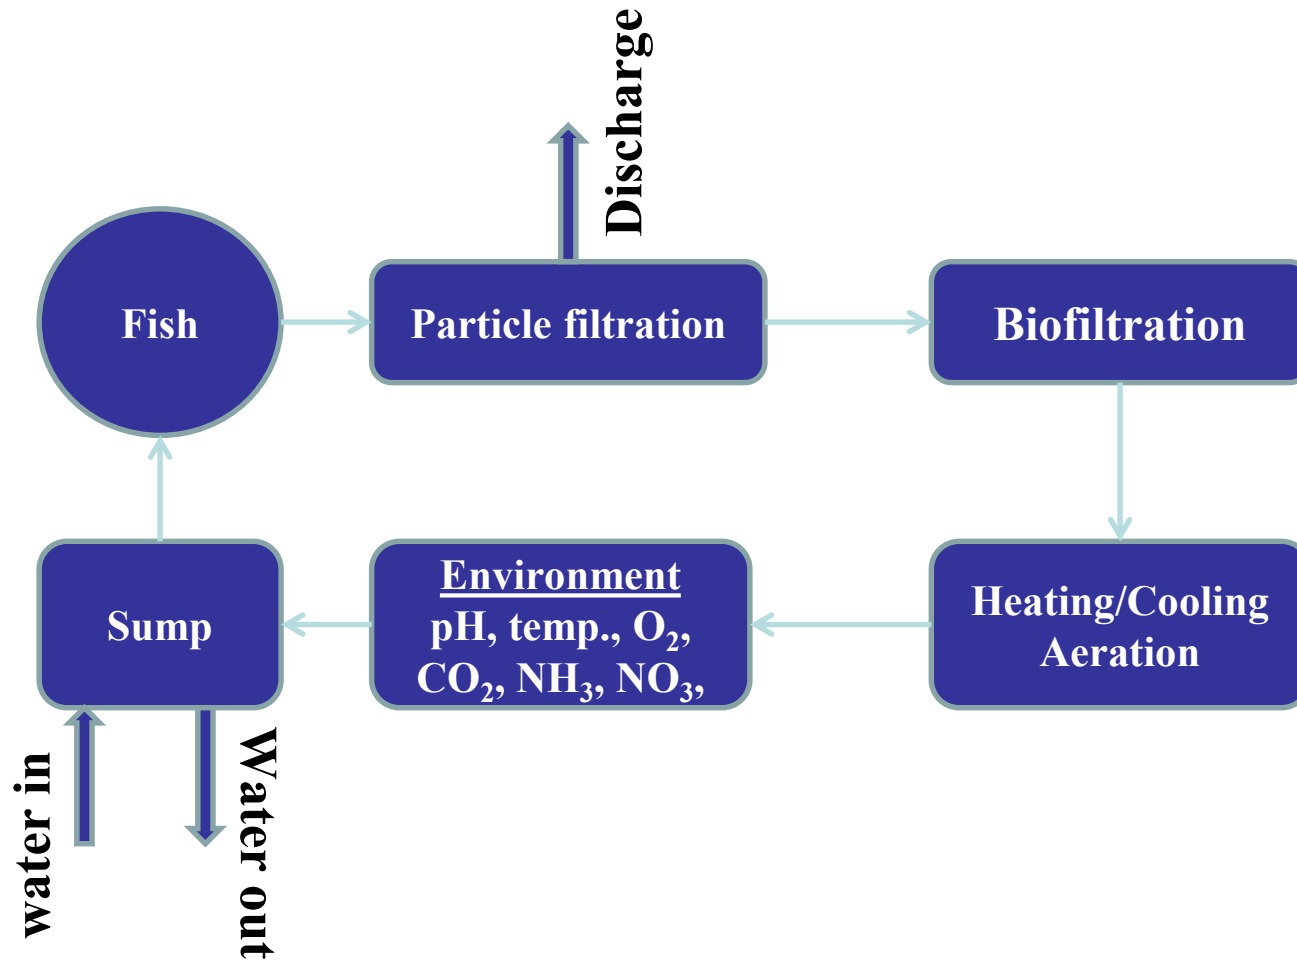 Discharge
Fish
Particle filtration
Biofiltration
Sump
Environment
pH, temp., O₂,
CO₂, NH₃, NO₃,
Heating/Cooling
Aeration
water in
Water out